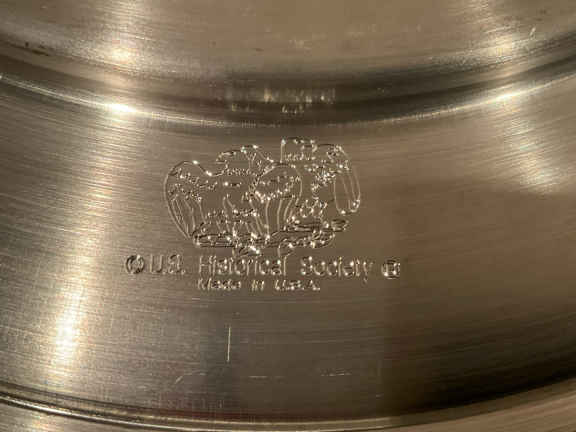 © U.S. Historical Society ®
Made in U.S.A.